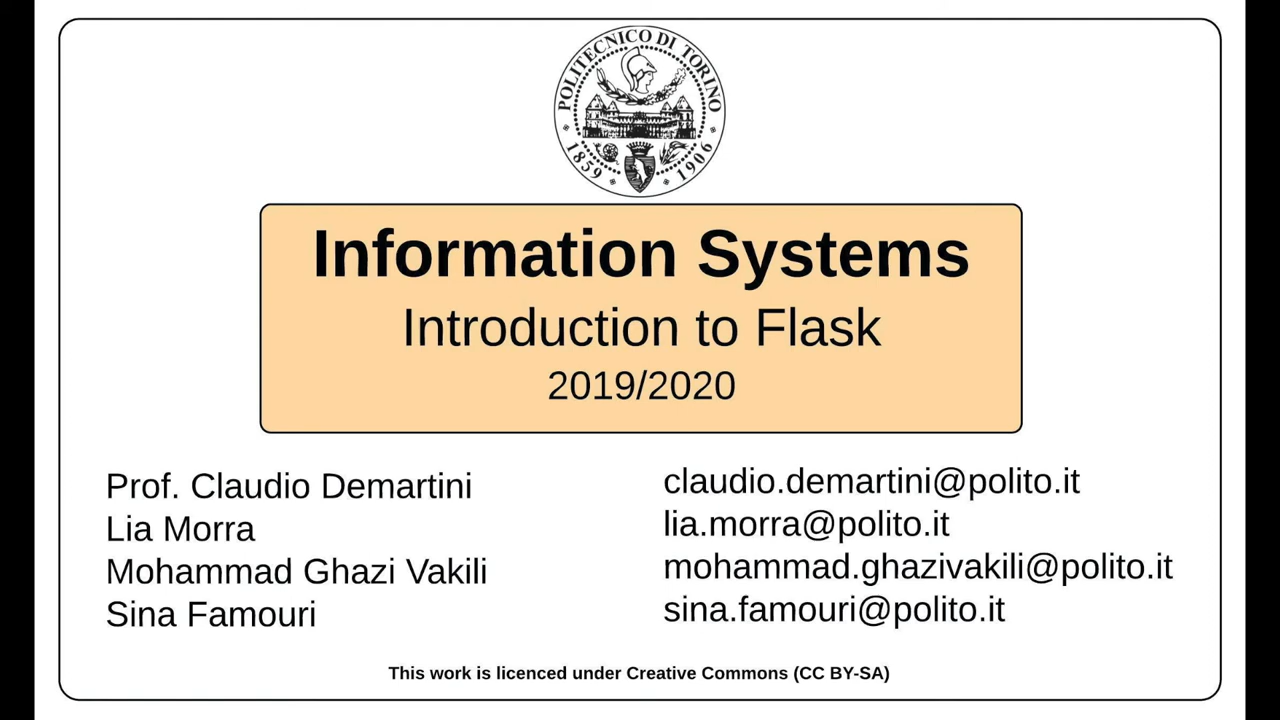 POLITECNICO DI TORINO
1859
1906
Information Systems
Introduction to Flask
2019/2020
Prof. Claudio Demartini
claudio.demartini@polito.it
Lia Morra
lia.morra@polito.it
Mohammad Ghazi Vakili
mohammad.ghazivakili@polito.it
Sina Famouri
sina.famouri@polito.it
This work is licenced under Creative Commons (CC BY-SA)